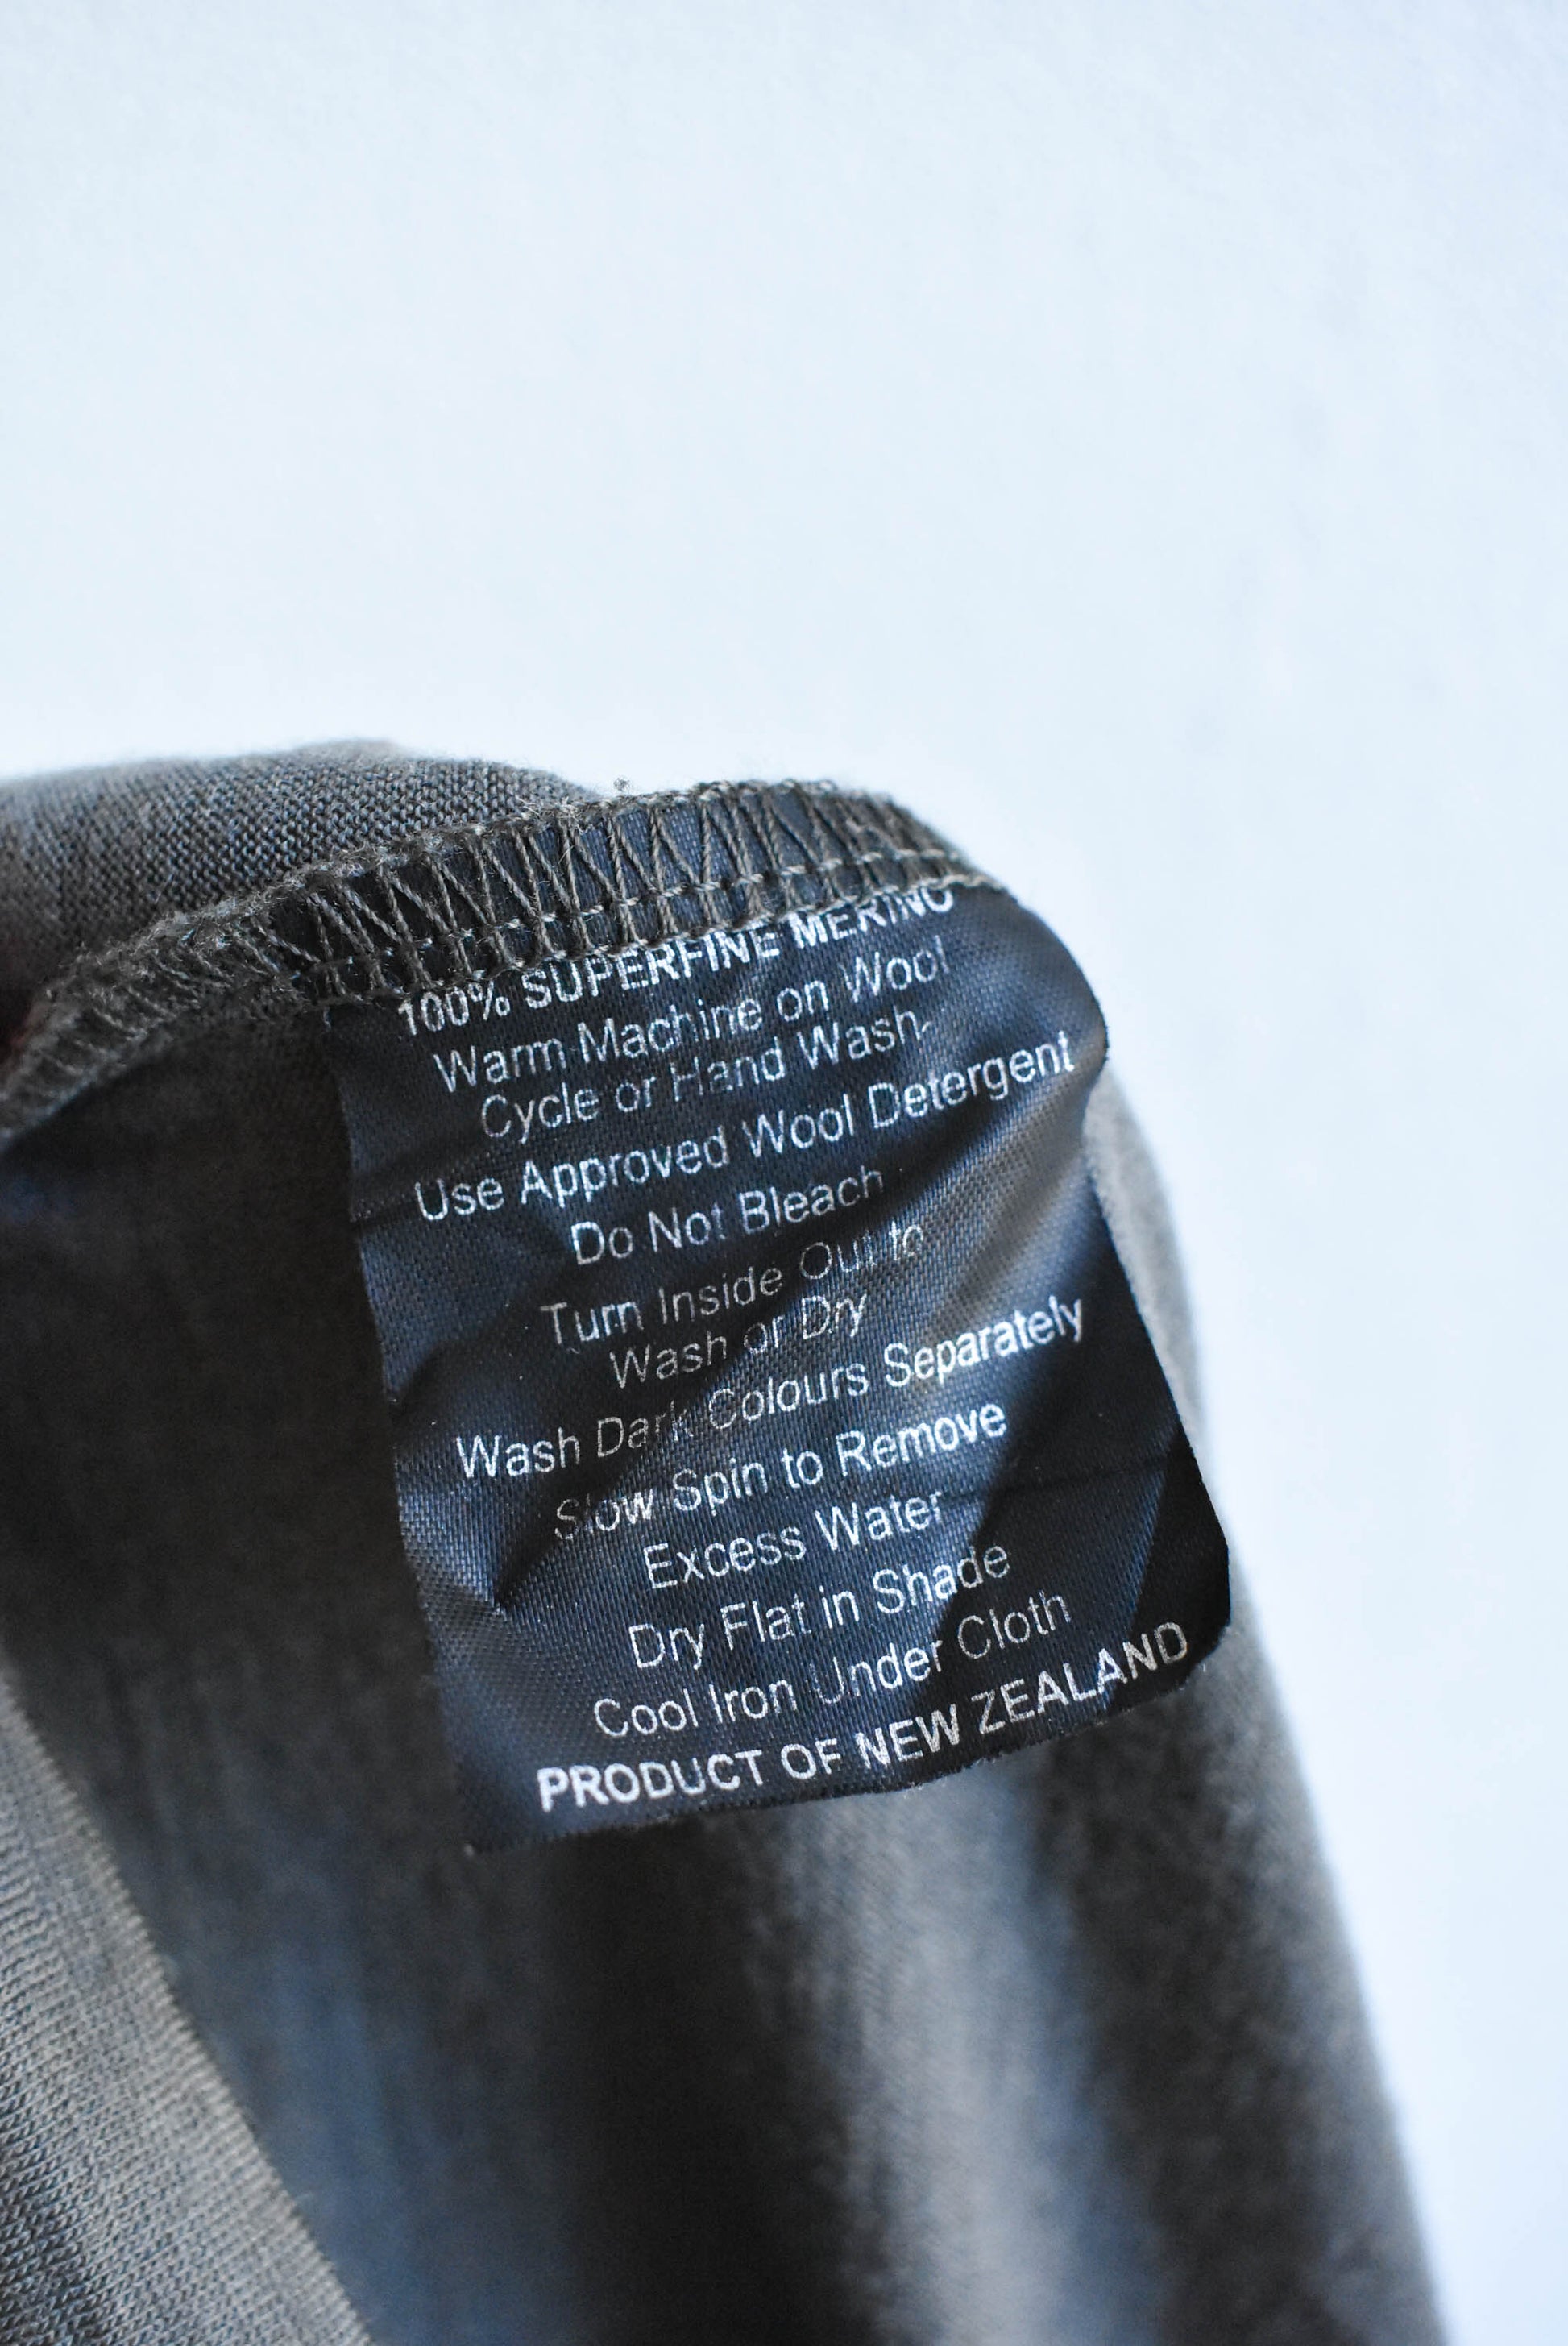 100% SUPERFINE MERINO
Warm Machine on Wool
Cycle or Hand Wash
Use Approved Wool Detergent
Do Not Bleach
Turn Inside Out to
Wash or Dry
Wash Dark Colours Separately
Slow Spin to Remove
Excess Water
Dry Flat in Shade
Cool Iron Under Cloth
PRODUCT OF NEW ZEALAND